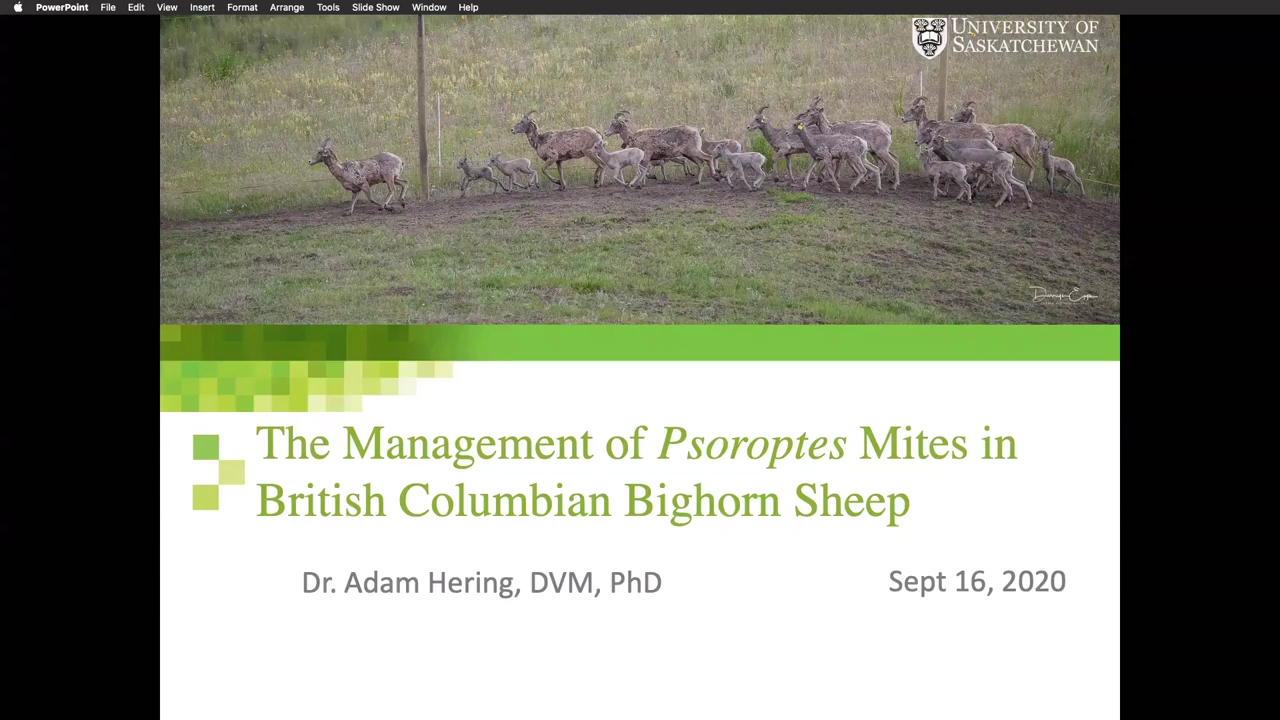 PowerPoint File Edit View Insert Format Arrange Tools Slide Show Window Help
UNIVERSITY OF
SASKATCHEWAN
The Management of Psoroptes Mites in
British Columbian Bighorn Sheep
Dr. Adam Hering, DVM, PhD
Sept 16, 2020